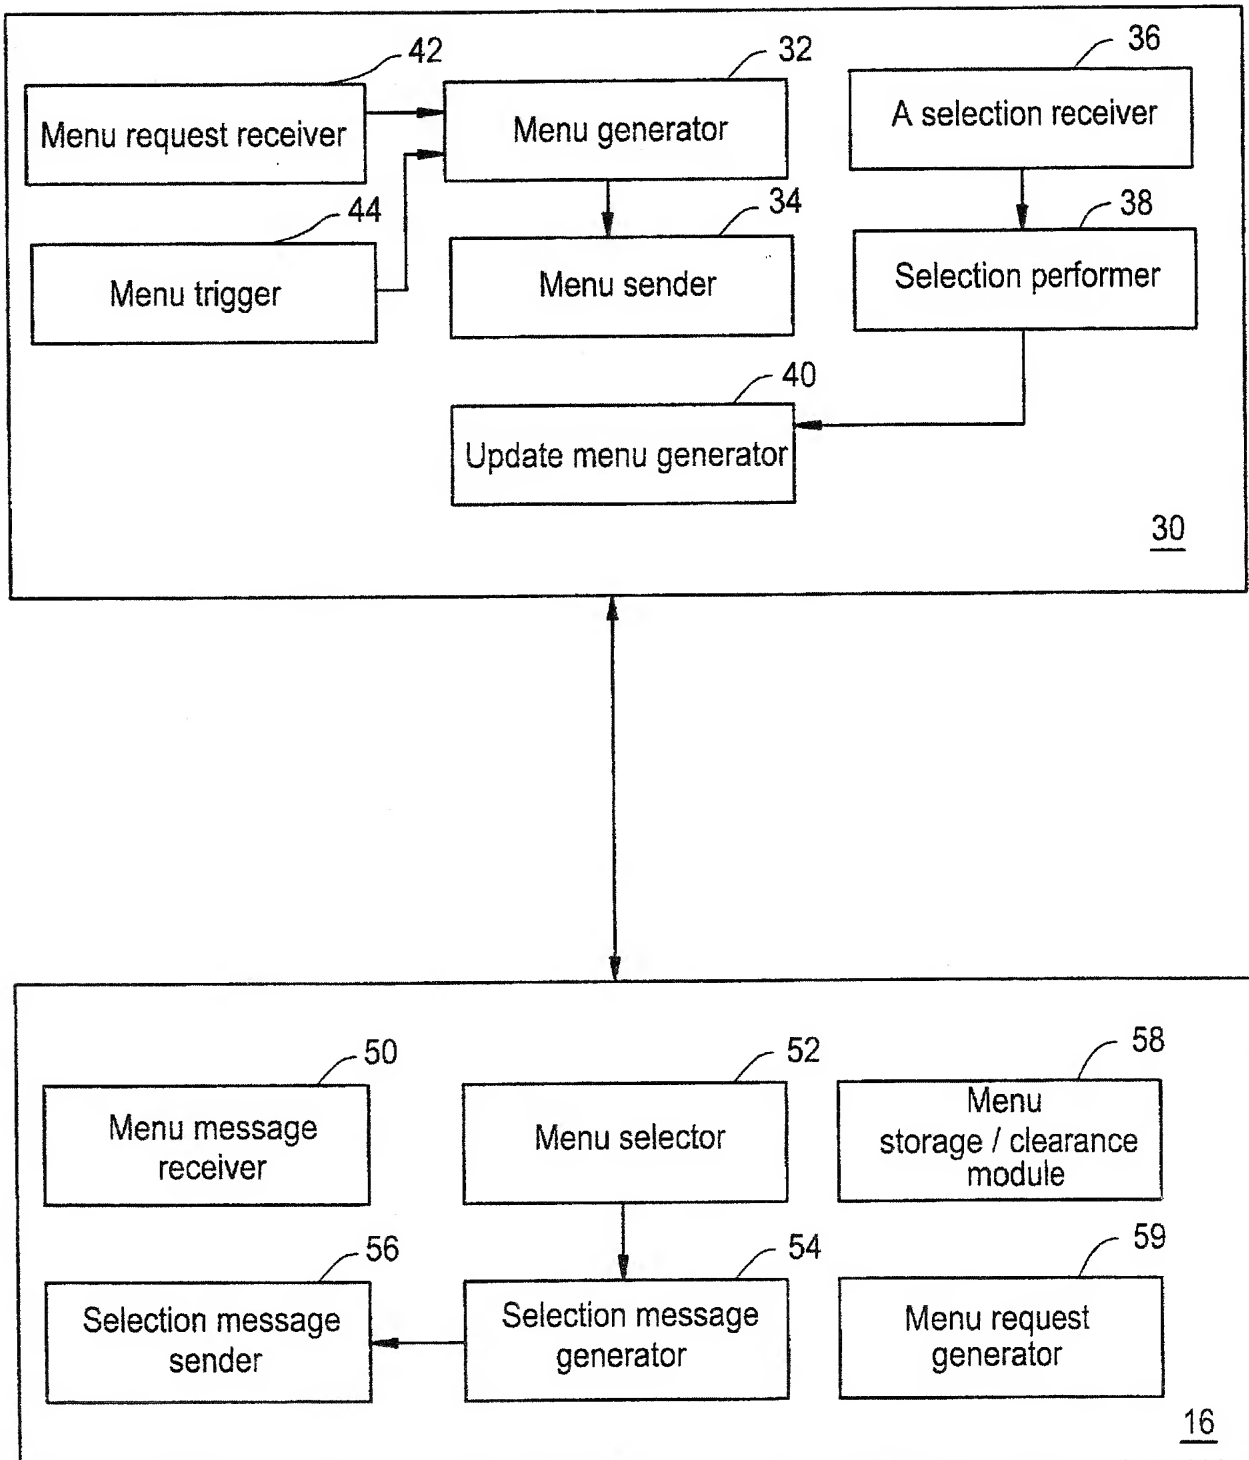 42
32
36
Menu request receiver
Menu generator
A selection receiver
44
34
38
Menu trigger
Menu sender
Selection performer
40
Update menu generator
30
50
52
58
Menu message
receiver
Menu selector
Menu
storage / clearance
module
56
54
59
Selection message
sender
Selection message
generator
Menu request
generator
16